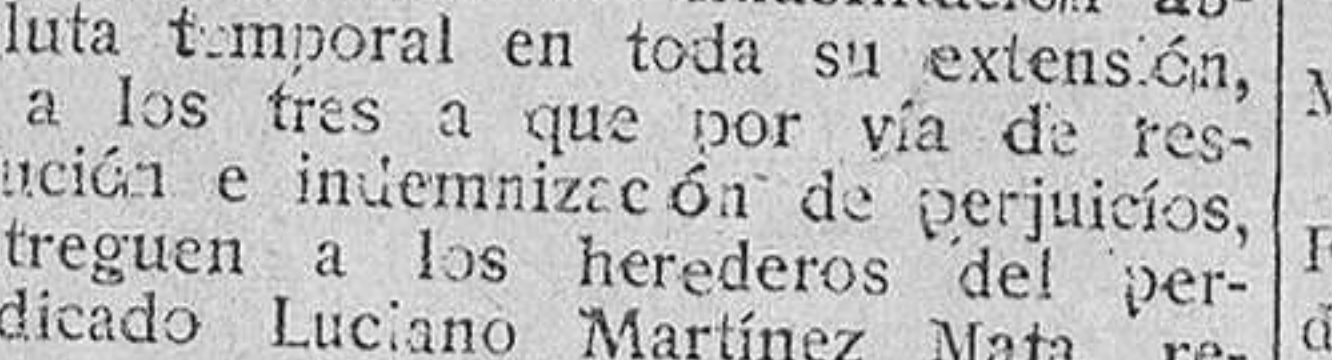 luta temporal en toda su extensión,
a los tres a que por vía de res-
ución e indemnización de perjuicíos,
treguen a los herederos del per-
dicado Luciano Martínez Mata re-